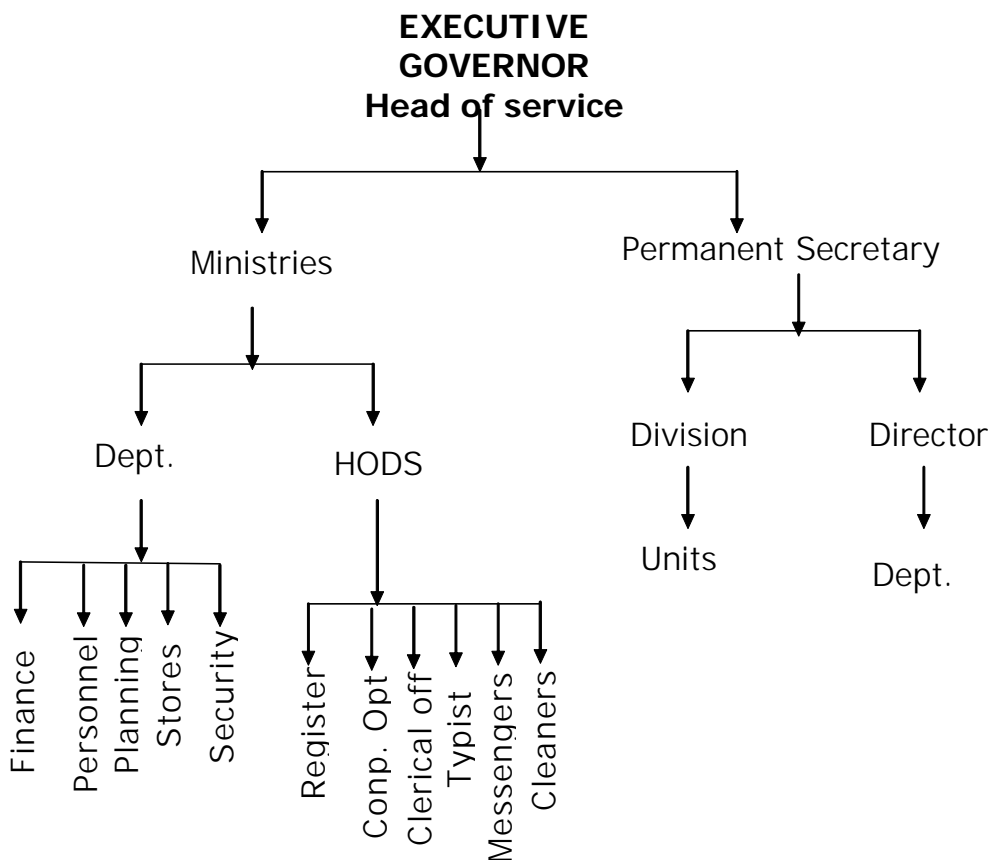 EXECUTIVE
GOVERNOR
Head of service
Ministries
Permanent Secretary
Dept.
HODS
Division
Director
Units
Dept.
Finance
Personnel
Planning
Stores
Security
Register
Conp. Opt
Clerical off
Typist
Messengers
Cleaners